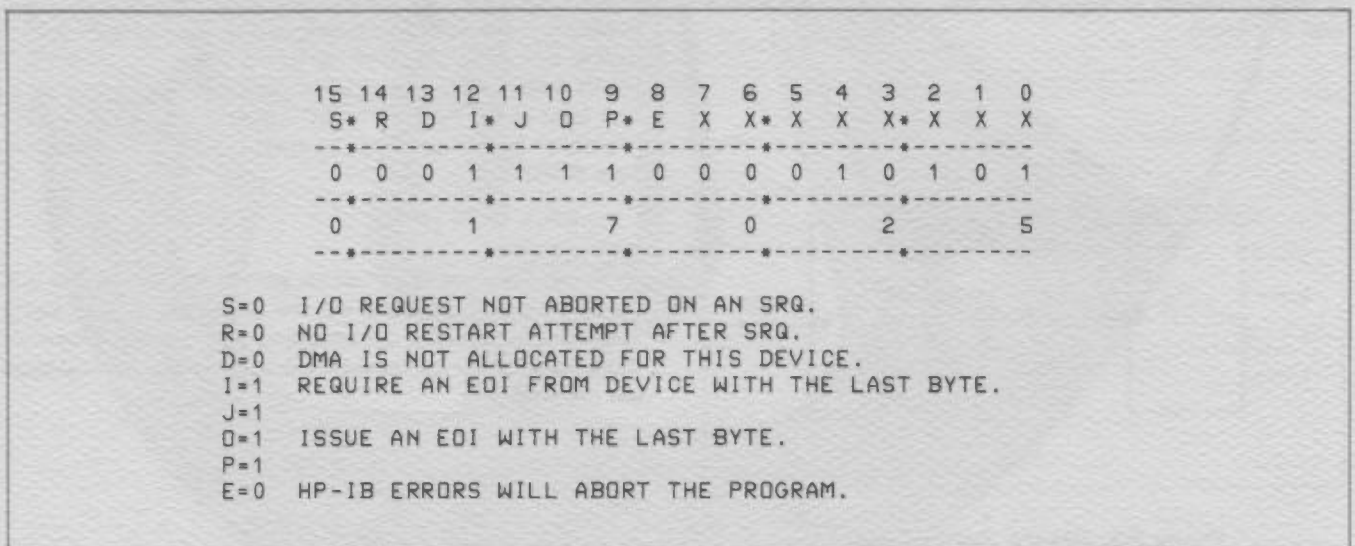 15 14 13 12 11 10 9 8 7 6 5 4 3 2 1 0
S* R D I* J O P* E X X* X X X* X X X
--*---------*---------*---------*---------*---------
0 0 0 1 1 1 1 0 0 0 0 1 0 1 0 1
--*---------*---------*---------*---------*---------
0 1 7 0 2 5
--*---------*---------*---------*---------*---------
S=0 I/O REQUEST NOT ABORTED ON AN SRQ.
R=0 NO I/O RESTART ATTEMPT AFTER SRQ.
D=0 DMA IS NOT ALLOCATED FOR THIS DEVICE.
I=1 REQUIRE AN EOI FROM DEVICE WITH THE LAST BYTE.
J=1
O=1 ISSUE AN EOI WITH THE LAST BYTE.
P=1
E=0 HP-IB ERRORS WILL ABORT THE PROGRAM.